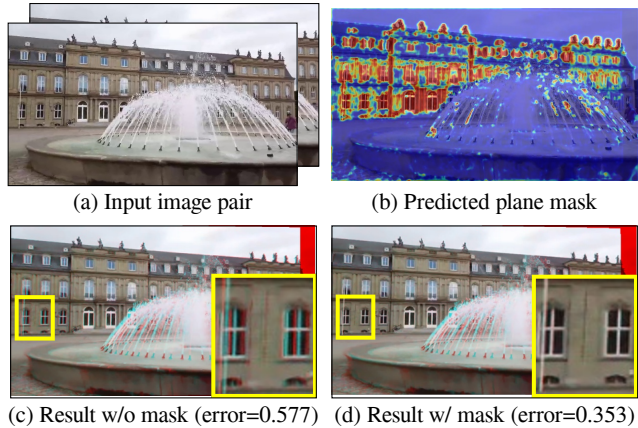 (a) Input image pair
(b) Predicted plane mask
(c) Result w/o mask (error=0.577)
(d) Result w/ mask (error=0.353)